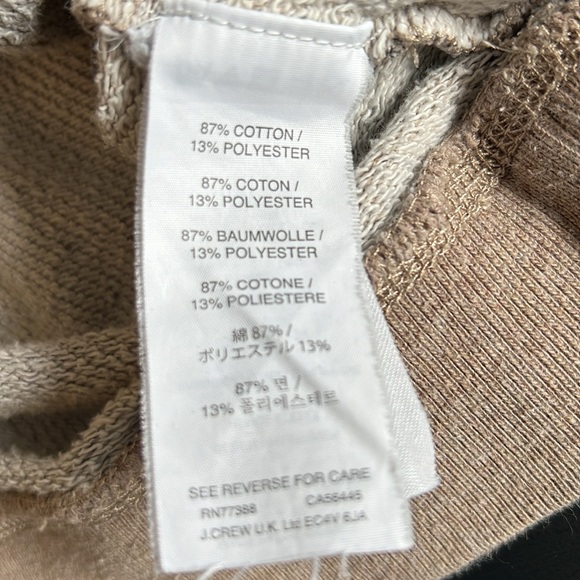 87% COTTON /
13% POLYESTER
87% COTON /
13% POLYESTER
87% BAUMWOLLE /
13% POLYESTER
87% COTONE /
13% POLIESTERE
綿 87% /
ポリエステル 13%
87% 면 /
13% 폴리에스테르
SEE REVERSE FOR CARE
RN77388 CA56445
J.CREW U.K. Ltd EC4V 6JA